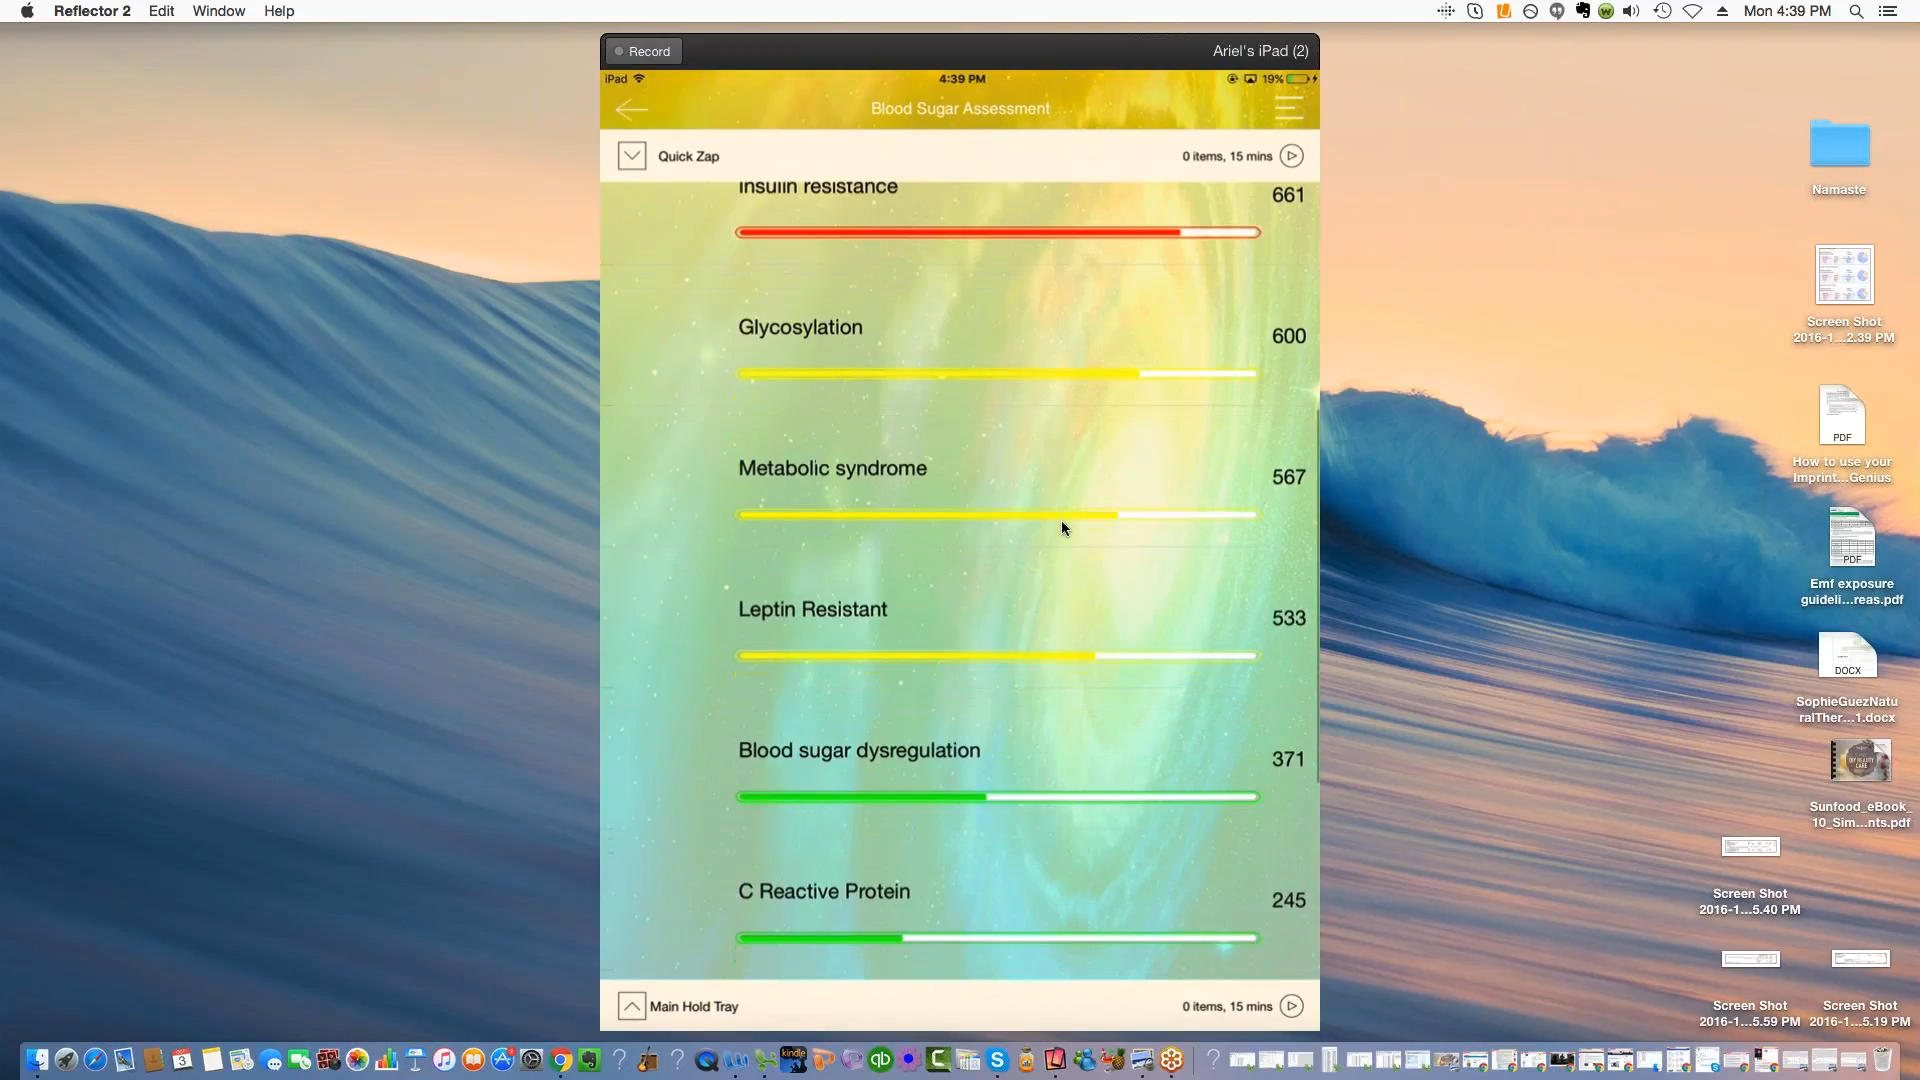 Reflector 2 Edit Window Help
Mon 4:39 PM
Record
Ariel's iPad (2)
iPad
4:39 PM
19%
Blood Sugar Assessment
Quick Zap
0 items, 15 mins
Insulin resistance
661
Glycosylation
600
Metabolic syndrome
567
Leptin Resistant
533
Blood sugar dysregulation
371
C Reactive Protein
245
Main Hold Tray
0 items, 15 mins
Namaste
Screen Shot
2016-1...2.39 PM
PDF
How to use your
Imprint...Genius
PDF
Emf exposure
guideli...reas.pdf
DOCX
SophieGuezNatu
ralTher...1.docx
Sunfood_eBook_
10_Sim...nts.pdf
Screen Shot
2016-1...5.40 PM
Screen Shot
2016-1...5.59 PM
Screen Shot
2016-1...5.19 PM
kindle
qb